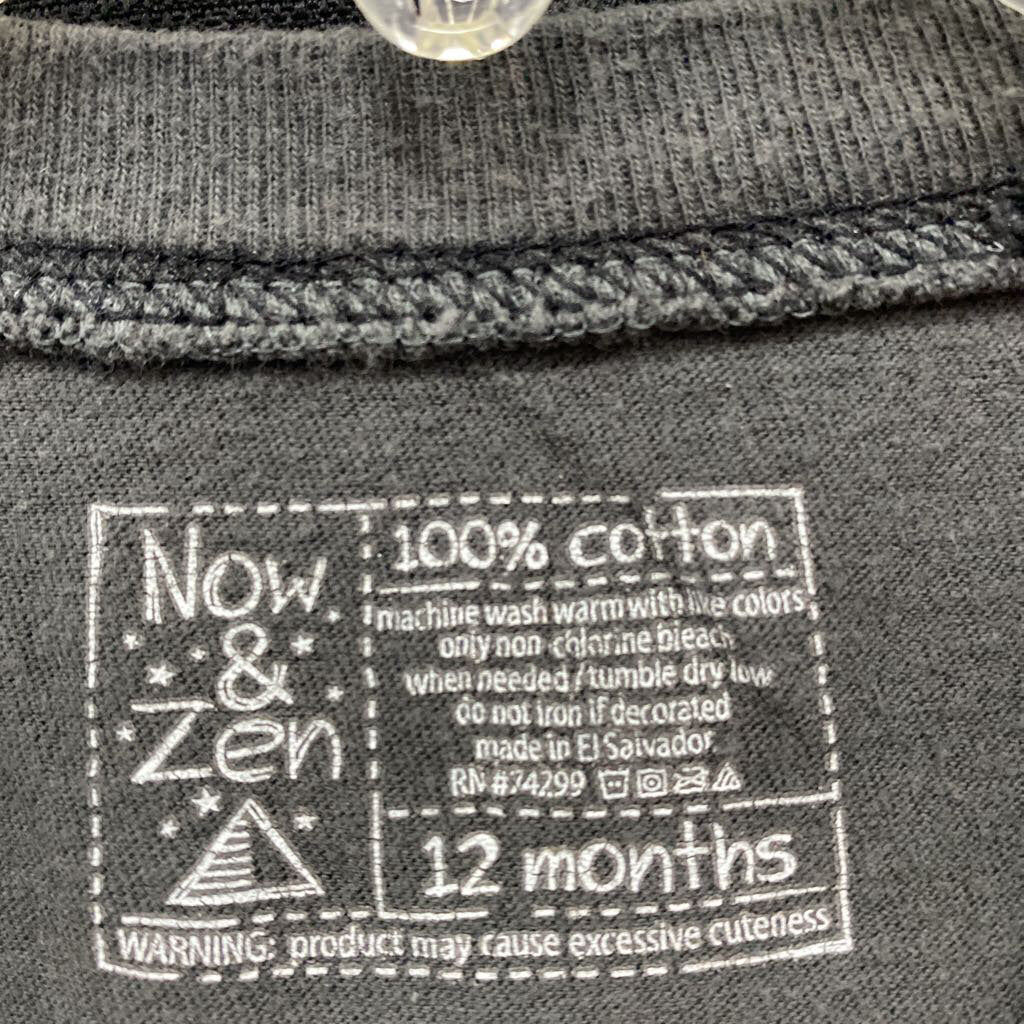 Now
&
Zen
100% cotton
machine wash warm with like colors
only non-chlorine bleach
when needed / tumble dry low
do not iron if decorated
made in El Salvador
RN #74299
12 months
WARNING: product may cause excessive cuteness